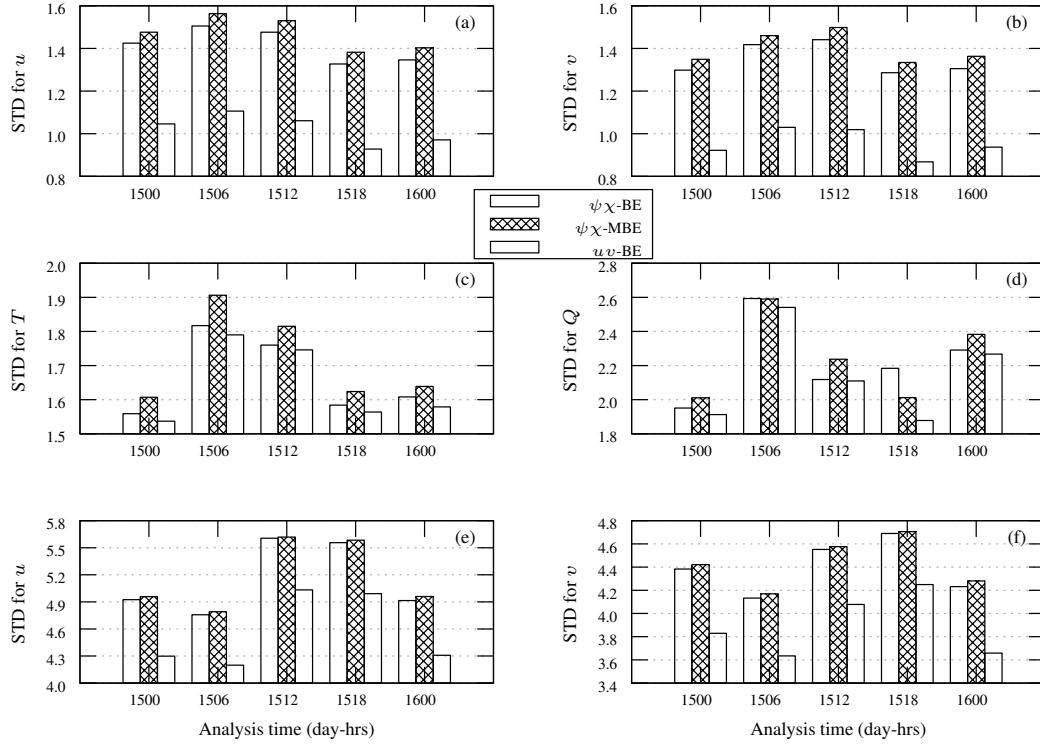 1.6
1.4
1.2
1.0
0.8
STD for u
(a)
1500 1506 1512 1518 1600
1.6
1.4
1.2
1.0
0.8
STD for v
(b)
1500 1506 1512 1518 1600
ψχ-BE
ψχ-MBE
uv-BE
2.0
1.9
1.8
1.7
1.6
1.5
STD for T
(c)
1500 1506 1512 1518 1600
2.8
2.6
2.4
2.2
2.0
1.8
STD for Q
(d)
1500 1506 1512 1518 1600
5.8
5.5
5.2
4.9
4.6
4.3
4.0
STD for u
(e)
1500 1506 1512 1518 1600
Analysis time (day-hrs)
4.8
4.6
4.4
4.2
4.0
3.8
3.6
3.4
STD for v
(f)
1500 1506 1512 1518 1600
Analysis time (day-hrs)